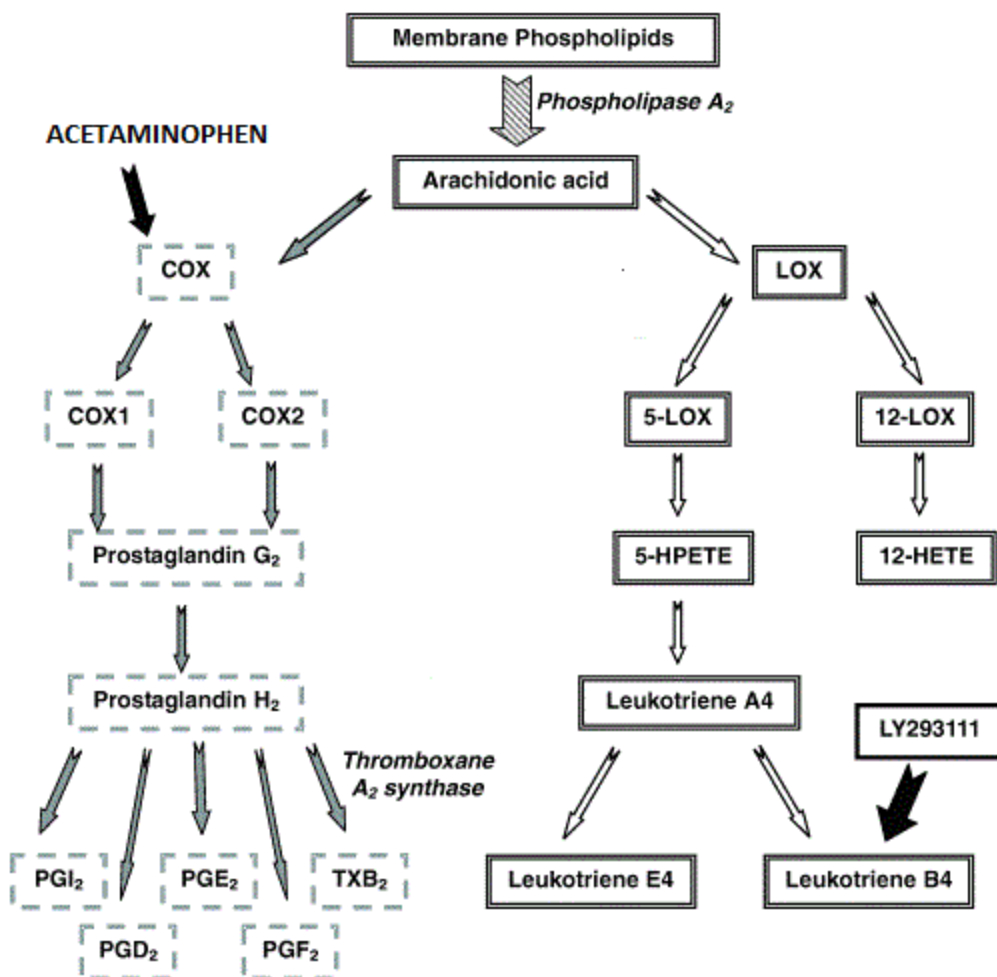 Membrane Phospholipids
Phospholipase A₂
ACETAMINOPHEN
Arachidonic acid
COX
LOX
COX1
COX2
5-LOX
12-LOX
Prostaglandin G₂
5-HPETE
12-HETE
Prostaglandin H₂
Leukotriene A4
LY293111
Thromboxane
A₂ synthase
PGI₂
PGE₂
TXB₂
Leukotriene E4
Leukotriene B4
PGD₂
PGF₂